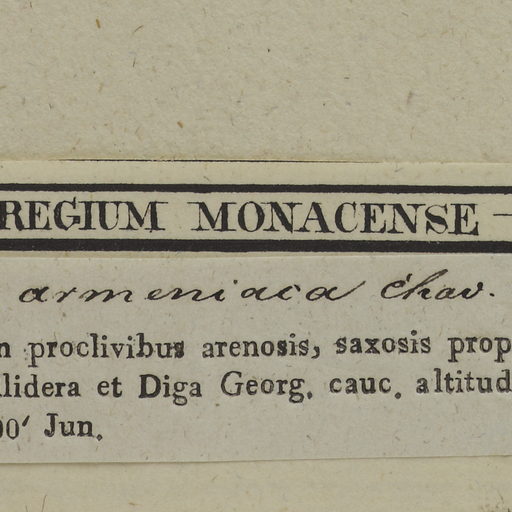 REGIUM MONACENSE —
armeniaca Chav.
n proclivibus arenosis, saxosis prop
lidera et Diga Georg. cauc. altitud
00′ Jun.